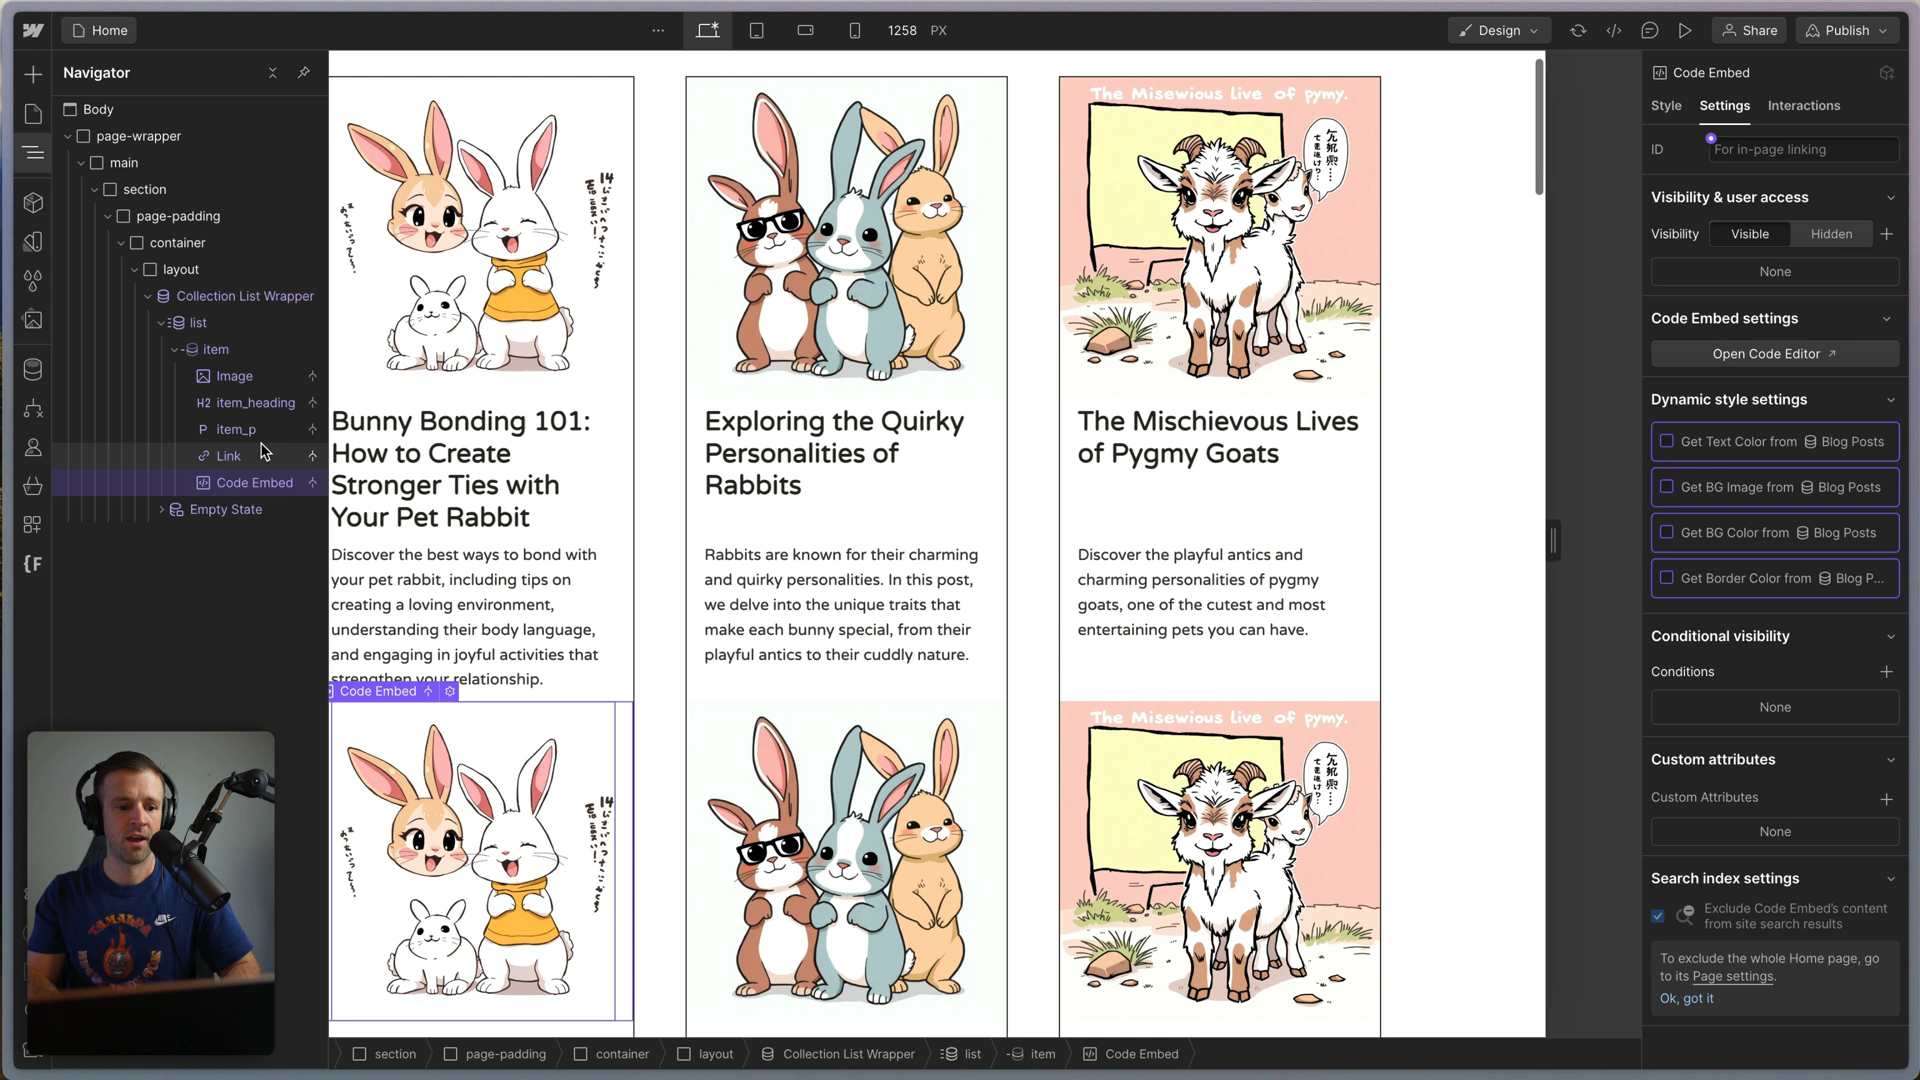 Home
1258 PX
Design
Share
Publish
Navigator
Body
page-wrapper
main
section
page-padding
container
layout
Collection List Wrapper
list
item
Image
H2 item_heading
P item_p
Link
Code Embed
Empty State
The Misewious live of pymy.
Bunny Bonding 101:
How to Create
Stronger Ties with
Your Pet Rabbit
Discover the best ways to bond with
your pet rabbit, including tips on
creating a loving environment,
understanding their body language,
and engaging in joyful activities that
strengthen your relationship.
Code Embed
Exploring the Quirky
Personalities of
Rabbits
Rabbits are known for their charming
and quirky personalities. In this post,
we delve into the unique traits that
make each bunny special, from their
playful antics to their cuddly nature.
The Mischievous Lives
of Pygmy Goats
Discover the playful antics and
charming personalities of pygmy
goats, one of the cutest and most
entertaining pets you can have.
The Misewious live of pymy.
section
page-padding
container
layout
Collection List Wrapper
list
item
Code Embed
Code Embed
Style Settings Interactions
ID For in-page linking
Visibility & user access
Visibility Visible Hidden
None
Code Embed settings
Open Code Editor
Dynamic style settings
Get Text Color from Blog Posts
Get BG Image from Blog Posts
Get BG Color from Blog Posts
Get Border Color from Blog P...
Conditional visibility
Conditions
None
Custom attributes
Custom Attributes
None
Search index settings
Exclude Code Embed's content
from site search results
To exclude the whole Home page, go
to its Page settings.
Ok, got it